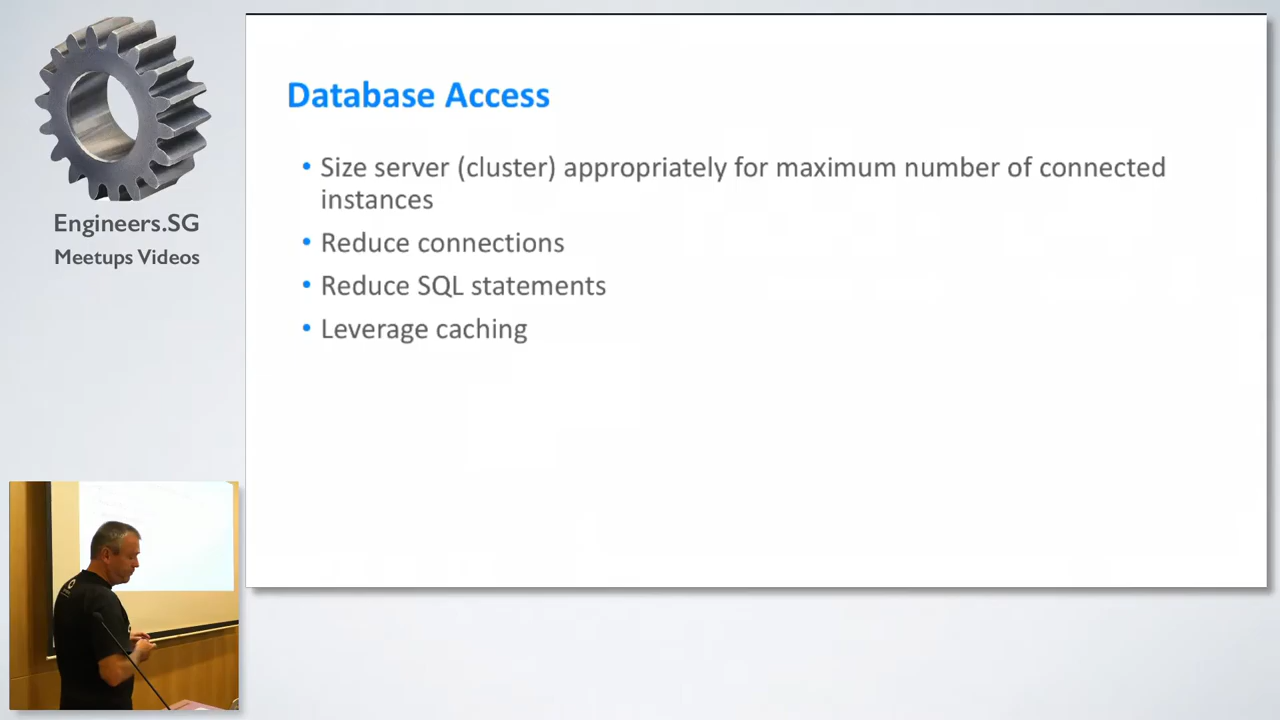 Engineers.SG
Meetups Videos
Database Access
• Size server (cluster) appropriately for maximum number of connected
instances
• Reduce connections
• Reduce SQL statements
• Leverage caching